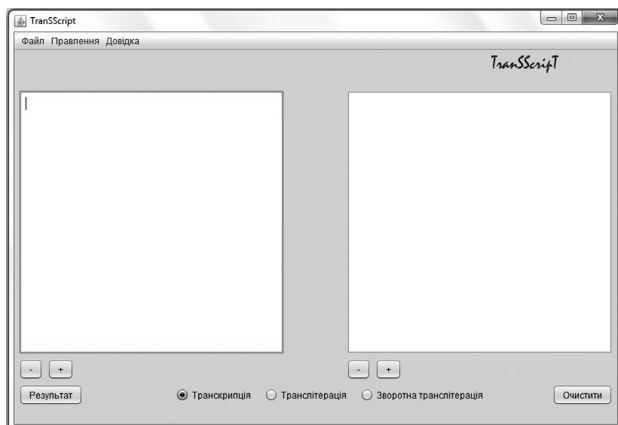 TranSScript
Файл Правлення Довідка
TranSScripT
- + - +
Результат Транскрипція Транслітерація Зворотна транслітерація Очистити